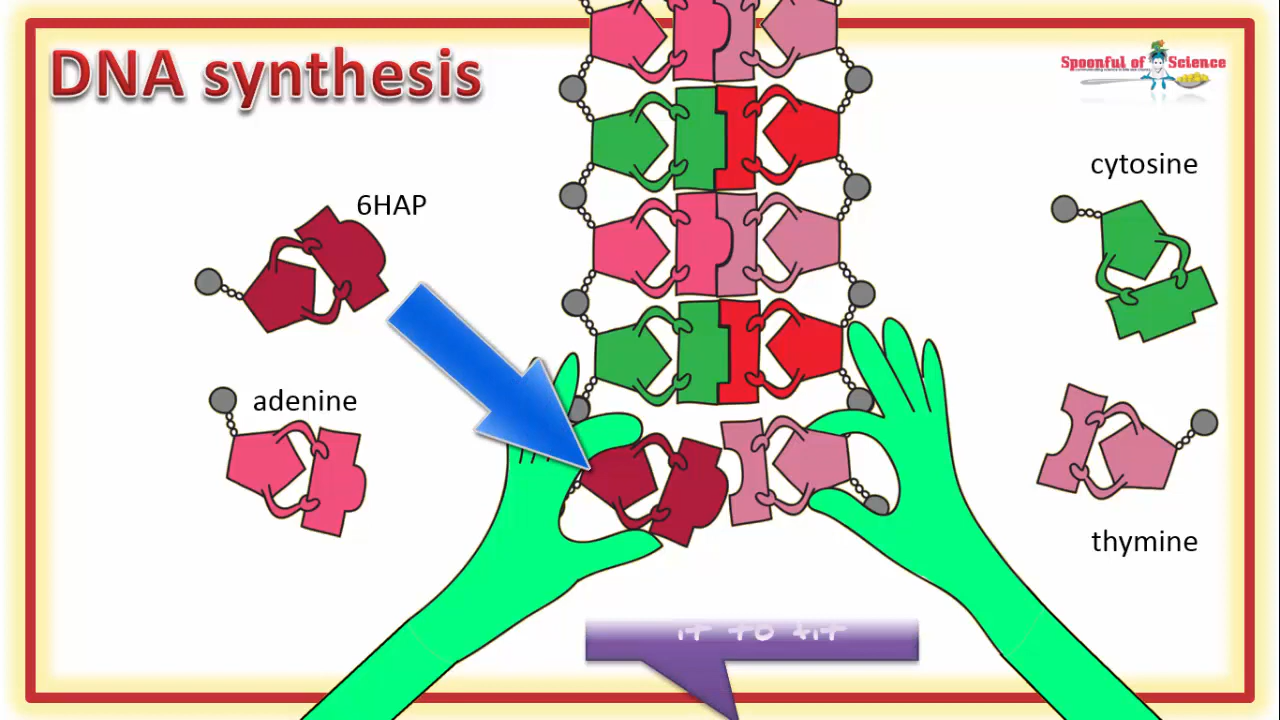 DNA synthesis
Spoonful of Science
6HAP
cytosine
adenine
thymine